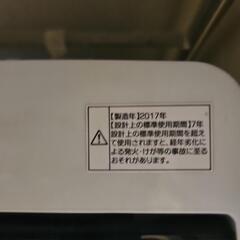 【製造年】2017年
【設計上の標準使用期間】7年
設計上の標準使用期間を超え
て使用されますと、経年劣化に
よる発火・けが等の事故に至る
おそれがあります。